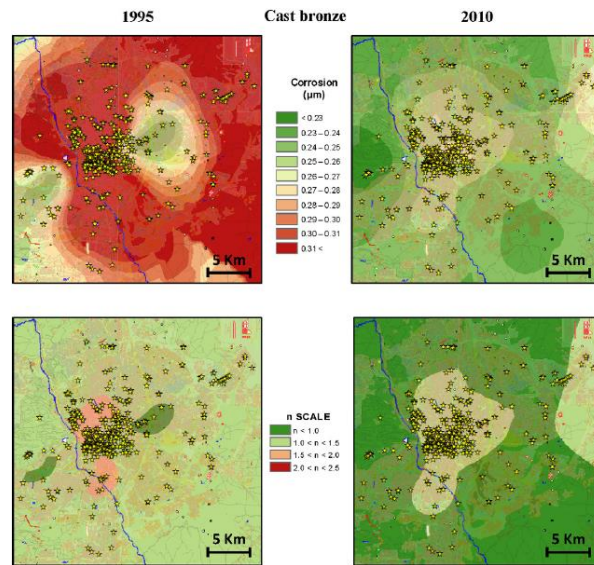 1995 Cast bronze 2010
Corrosion
(µm)
< 0.23
0.23 – 0.24
0.24 – 0.25
0.25 – 0.26
0.26 – 0.27
0.27 – 0.28
0.28 – 0.29
0.29 – 0.30
0.30 – 0.31
0.31 <
5 Km
5 Km
n SCALE
n < 1.0
1.0 < n < 1.5
1.5 < n < 2.0
2.0 < n < 2.5
5 Km
5 Km